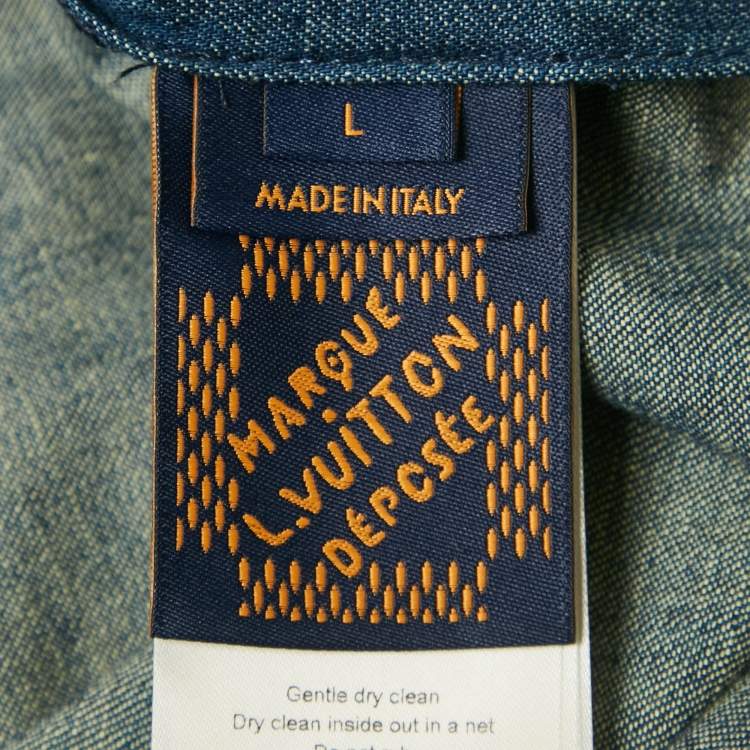 L
MADE IN ITALY
MARQUE
L.VUITTON
DÉPOSÉE
Gentle dry clean
Dry clean inside out in a net